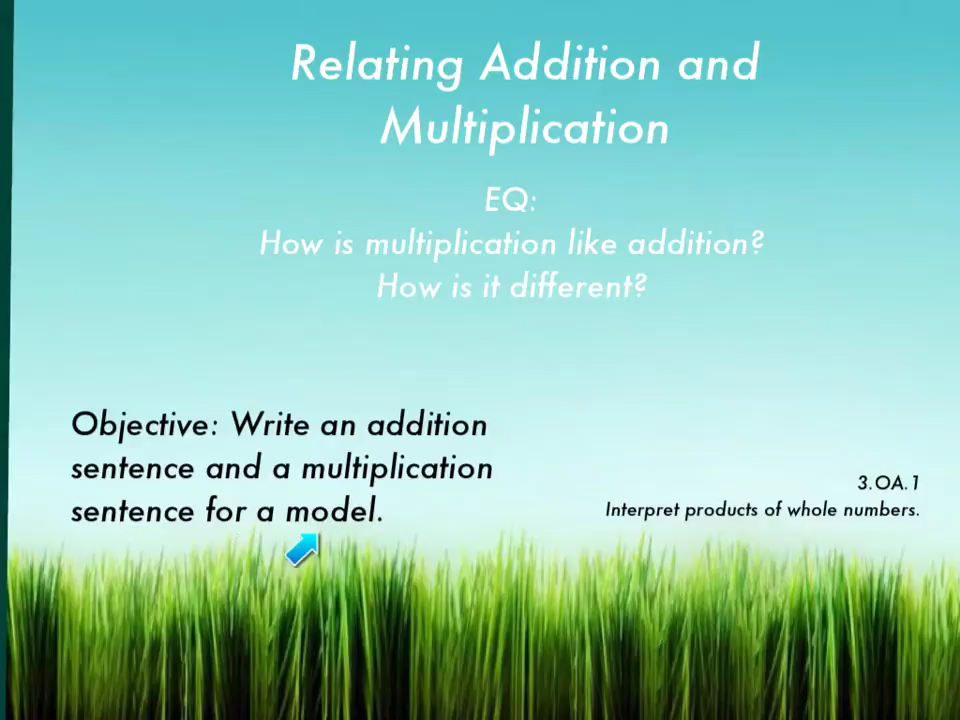 Relating Addition and
Multiplication
EQ:
How is multiplication like addition?
How is it different?
Objective: Write an addition
sentence and a multiplication
sentence for a model.
3.OA.1
Interpret products of whole numbers.